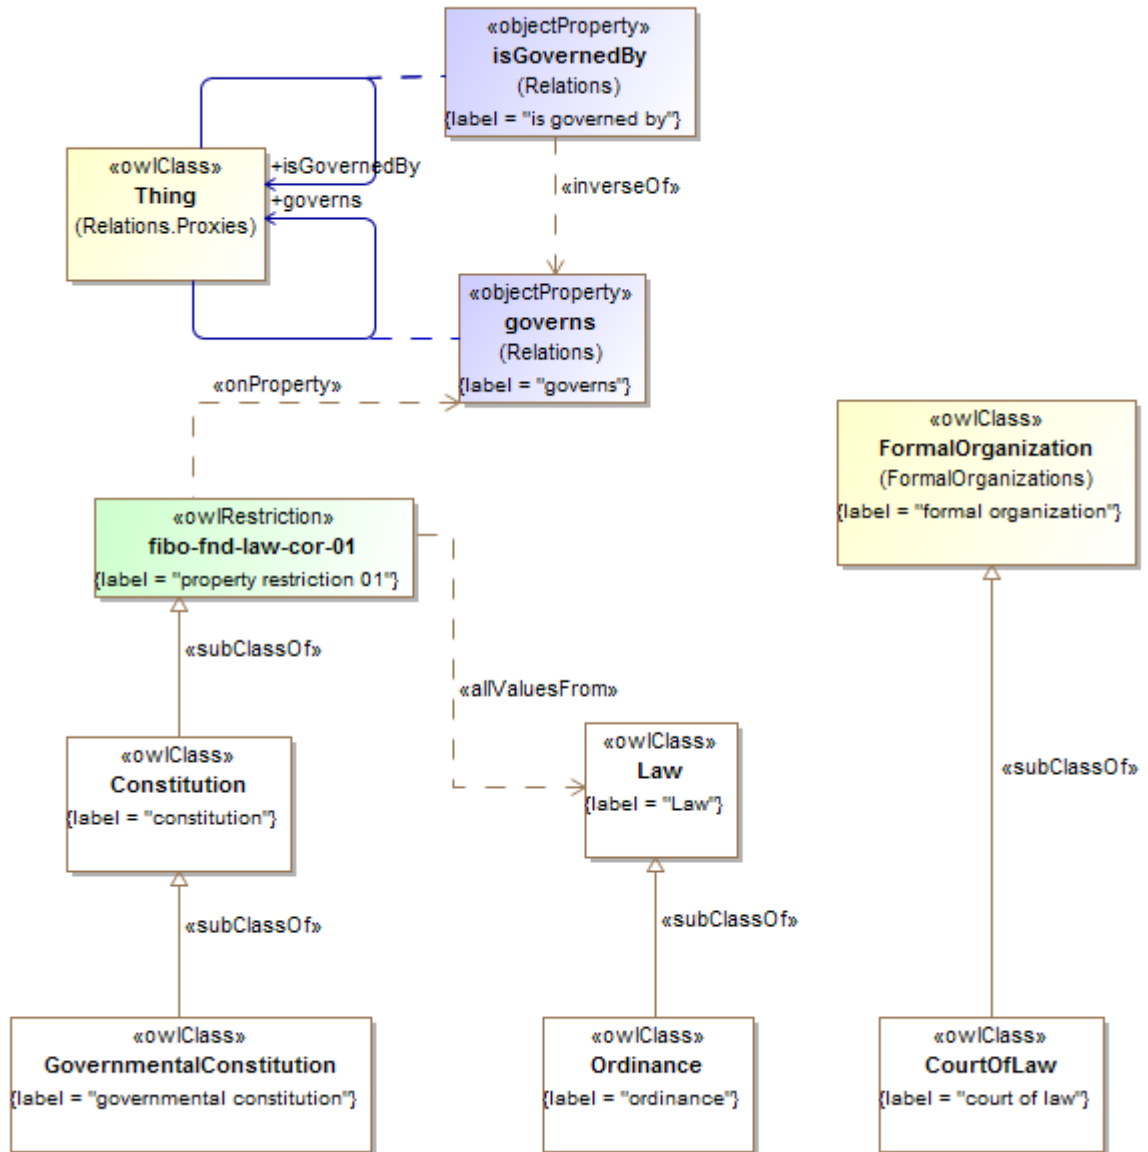 «objectProperty»
isGovernedBy
(Relations)
{label = "is governed by"}
«owlClass»
Thing
(Relations.Proxies)
+isGovernedBy
+governs
«inverseOf»
«objectProperty»
governs
(Relations)
{label = "governs"}
«onProperty»
«owlClass»
FormalOrganization
(FormalOrganizations)
{label = "formal organization"}
«owlRestriction»
fibo-fnd-law-cor-01
{label = "property restriction 01"}
«subClassOf»
«allValuesFrom»
«owlClass»
Constitution
{label = "constitution"}
«owlClass»
Law
{label = "Law"}
«subClassOf»
«subClassOf»
«subClassOf»
«owlClass»
GovernmentalConstitution
{label = "governmental constitution"}
«owlClass»
Ordinance
{label = "ordinance"}
«owlClass»
CourtOfLaw
{label = "court of law"}